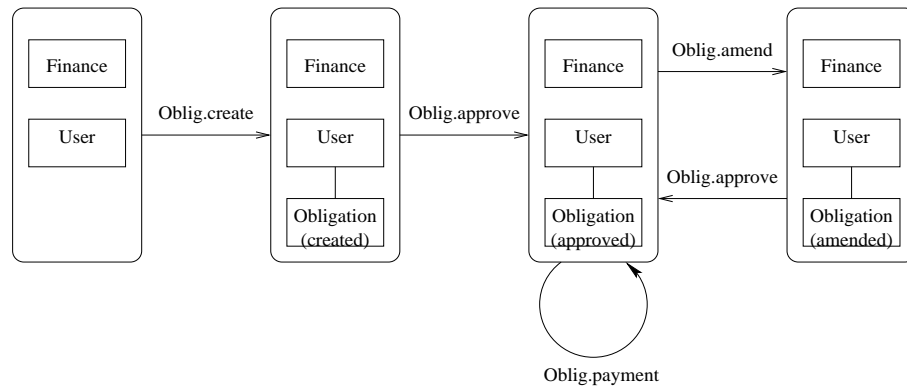 Finance
User
Oblig.create
Finance
User
Obligation
(created)
Oblig.approve
Finance
User
Obligation
(approved)
Oblig.amend
Oblig.approve
Finance
User
Obligation
(amended)
Oblig.payment